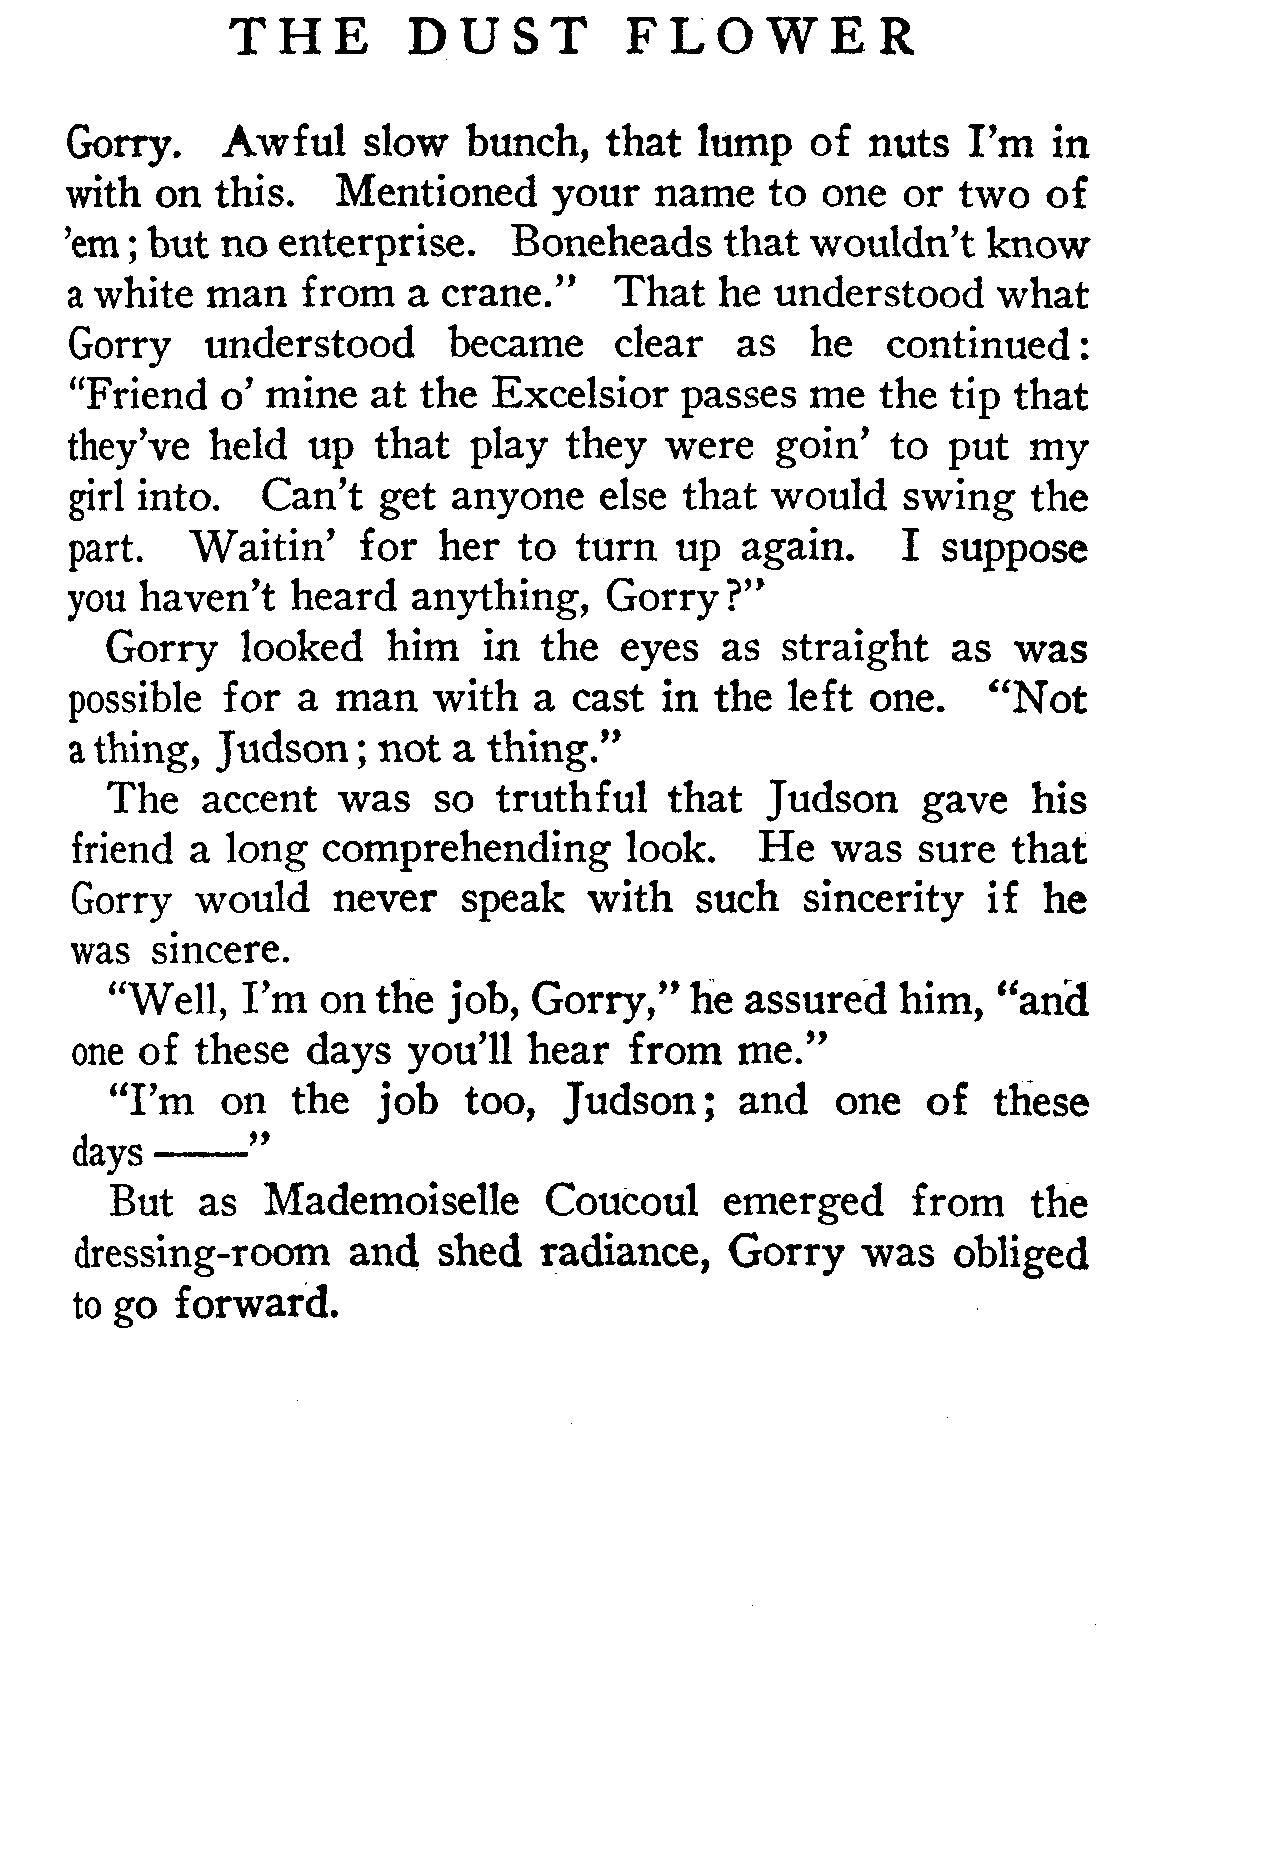 THE DUST FLOWER
Gorry. Awful slow bunch, that lump of nuts I'm in
with on this. Mentioned your name to one or two of
'em; but no enterprise. Boneheads that wouldn't know
a white man from a crane." That he understood what
Gorry understood became clear as he continued:
"Friend o' mine at the Excelsior passes me the tip that
they've held up that play they were goin' to put my
girl into. Can't get anyone else that would swing the
part. Waitin' for her to turn up again. I suppose
you haven't heard anything, Gorry?"
Gorry looked him in the eyes as straight as was
possible for a man with a cast in the left one. "Not
a thing, Judson; not a thing."
The accent was so truthful that Judson gave his
friend a long comprehending look. He was sure that
Gorry would never speak with such sincerity if he
was sincere.
"Well, I'm on the job, Gorry," he assured him, "and
one of these days you'll hear from me."
"I'm on the job too, Judson; and one of these
days ——"
But as Mademoiselle Coucoul emerged from the
dressing-room and shed radiance, Gorry was obliged
to go forward.